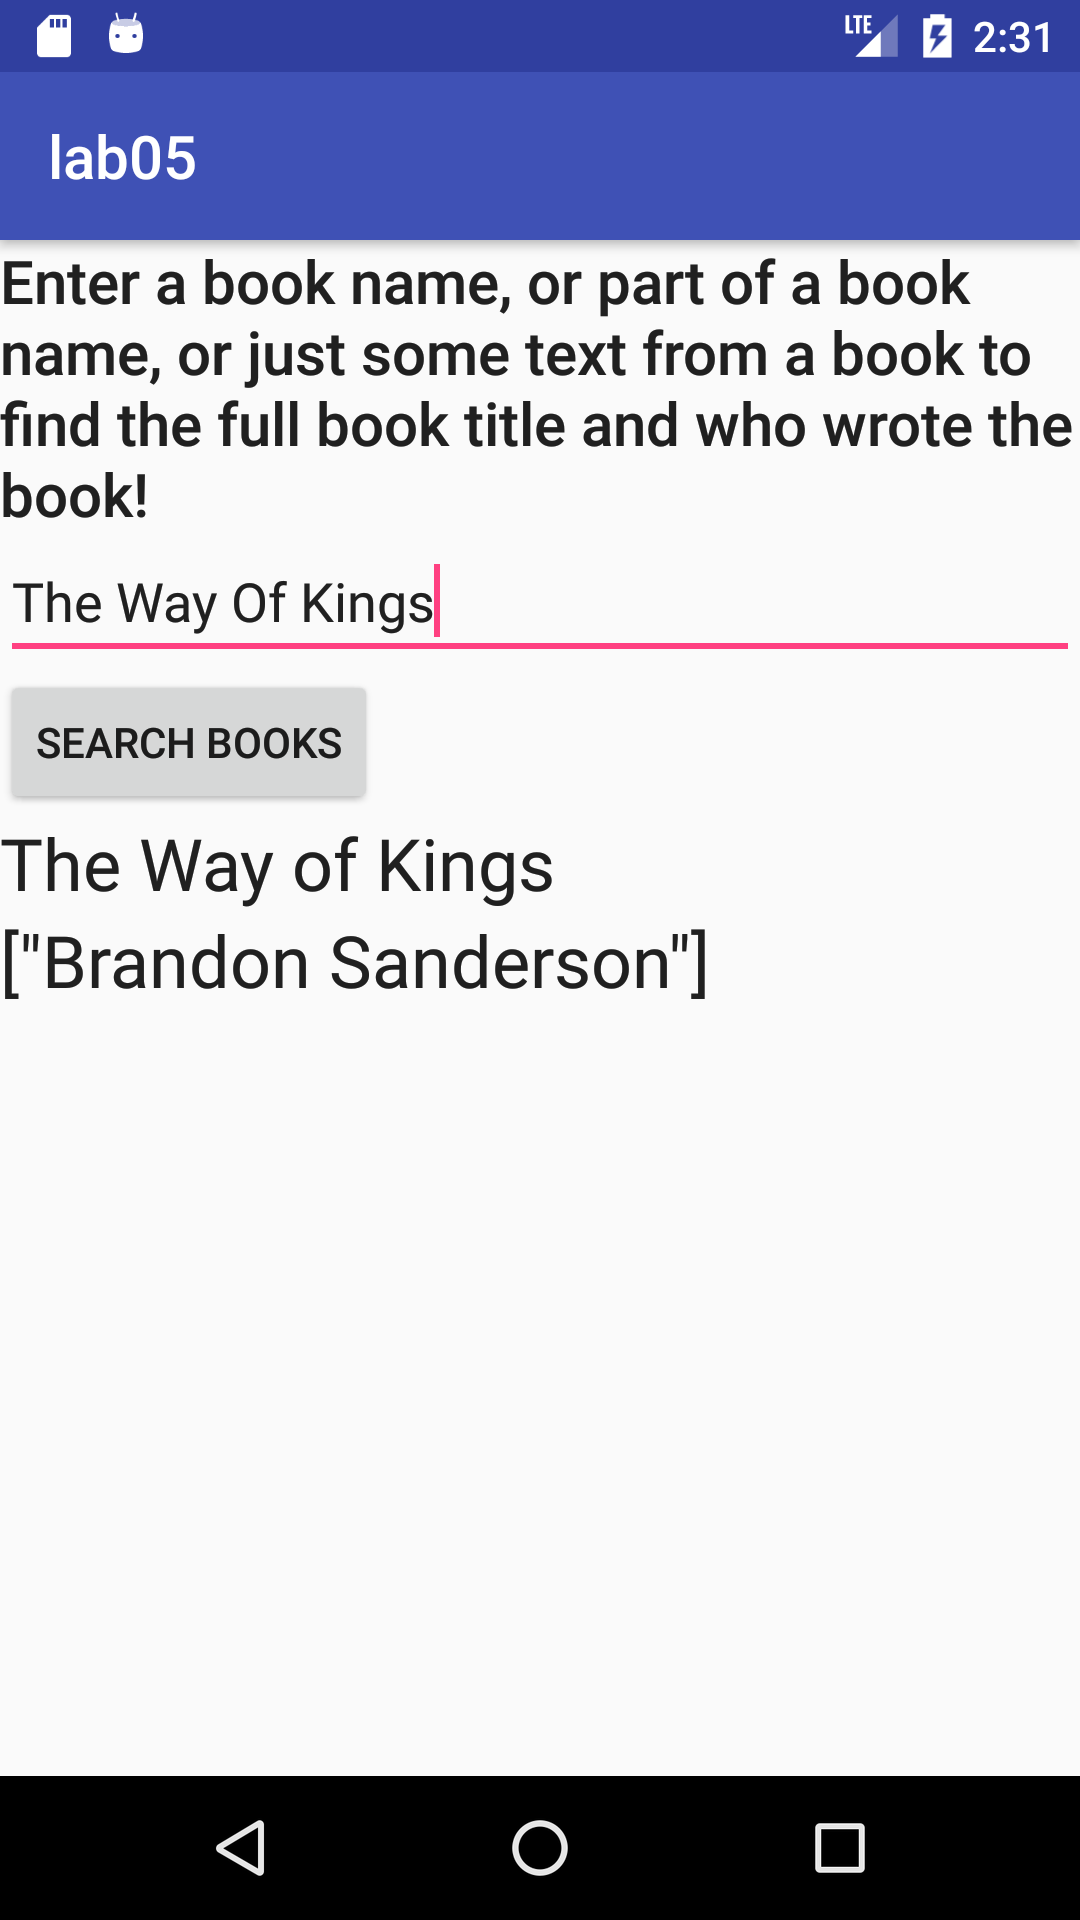 LTE 2:31
lab05
Enter a book name, or part of a book
name, or just some text from a book to
find the full book title and who wrote the
book!
The Way Of Kings
SEARCH BOOKS
The Way of Kings
["Brandon Sanderson"]